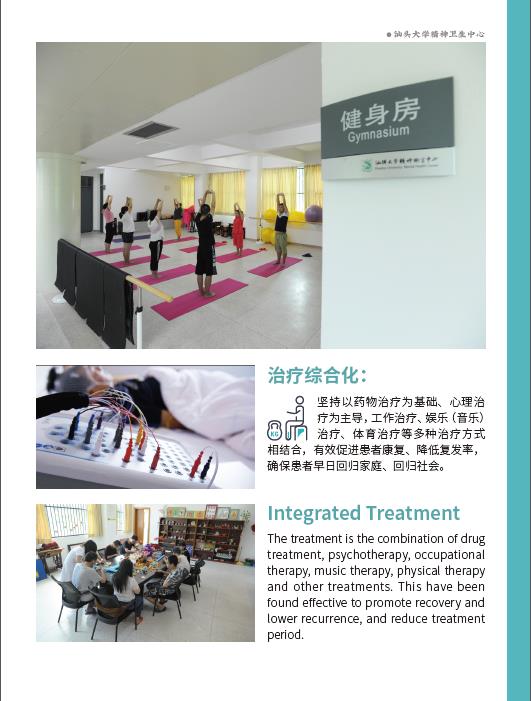 ●汕头大学精神卫生中心
健身房
Gymnasium
汕头大学精神卫生中心
治疗综合化：
坚持以药物治疗为基础、心理治
疗为主导，工作治疗、娱乐（音乐）
治疗、体育治疗等多种治疗方式
相结合，有效促进患者康复、降低复发率，
确保患者早日回归家庭、回归社会。
KG
Integrated Treatment
The treatment is the combination of drug
treatment, psychotherapy, occupational
therapy, music therapy, physical therapy
and other treatments. This have been
found effective to promote recovery and
lower recurrence, and reduce treatment
period.